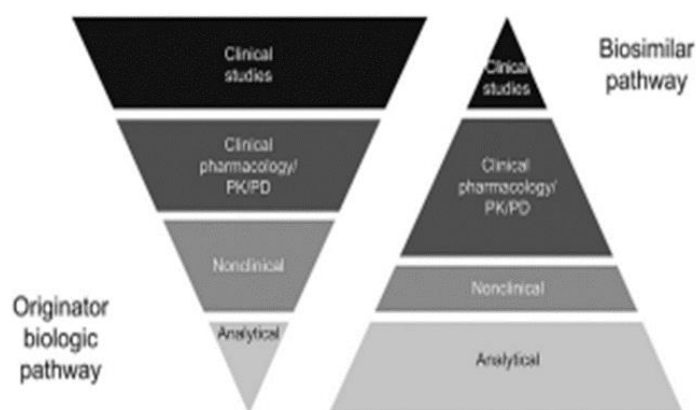 Clinical
studies
Clinical
pharmacology/
PK/PD
Nonclinical
Analytical
Originator
biologic
pathway
Clinical
studies
Clinical
pharmacology/
PK/PD
Nonclinical
Analytical
Biosimilar
pathway